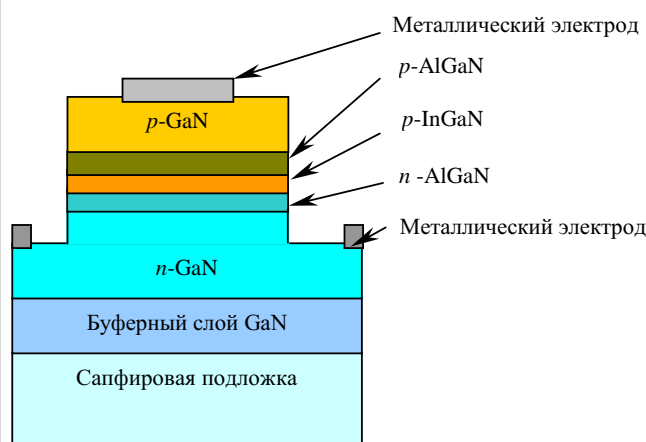 Металлический электрод
p-AlGaN
p-GaN
p-InGaN
n -AlGaN
Металлический электрод
n-GaN
Буферный слой GaN
Сапфировая подложка